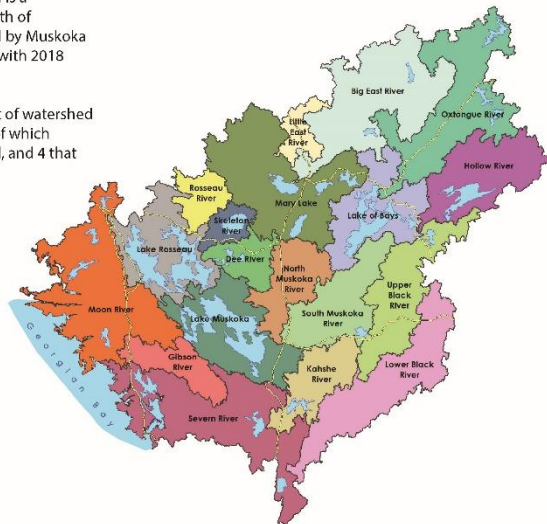 is a
th of
l by Muskoka
with 2018
t of watershed
of which
l, and 4 that
Big East River
Oxtongue River
Little
East
River
Hollow River
Rosseau
River
Mary Lake
Skeleton
River
Lake of Bays
Lake Rosseau
Dee River
North
Muskoka
River
Upper
Black
River
Moon River
Lake Muskoka
South Muskoka
River
Georgian Bay
Gibson
River
Kahshe
River
Lower Black
River
Severn River